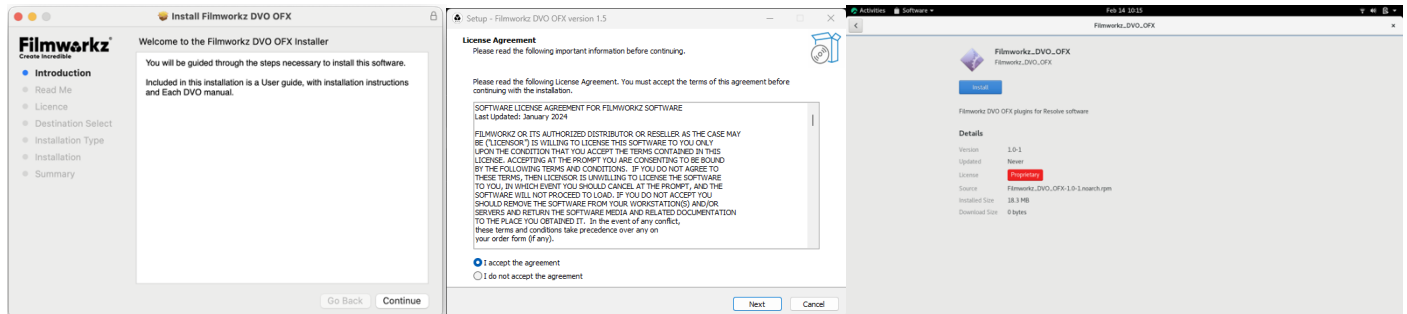 Install Filmworkz DVO OFX
Filmworkz
Create Incredible
Introduction
Read Me
Licence
Destination Select
Installation Type
Installation
Summary
Welcome to the Filmworkz DVO OFX Installer
You will be guided through the steps necessary to install this software.
Included in this installation is a User guide, with installation instructions
and Each DVO manual.
Go Back
Continue
Setup - Filmworkz DVO OFX version 1.5
License Agreement
Please read the following important information before continuing.
Please read the following License Agreement. You must accept the terms of this agreement before
continuing with the installation.
SOFTWARE LICENSE AGREEMENT FOR FILMWORKZ SOFTWARE
Last Updated: January 2024
FILMWORKZ OR ITS AUTHORIZED DISTRIBUTOR OR RESELLER AS THE CASE MAY
BE ("LICENSOR") IS WILLING TO LICENSE THIS SOFTWARE TO YOU ONLY
UPON THE CONDITION THAT YOU ACCEPT THE TERMS CONTAINED IN THIS
LICENSE. ACCEPTING AT THE PROMPT YOU ARE CONSENTING TO BE BOUND
BY THE FOLLOWING TERMS AND CONDITIONS. IF YOU DO NOT AGREE TO
THESE TERMS, THEN LICENSOR IS UNWILLING TO LICENSE THE SOFTWARE
TO YOU, IN WHICH EVENT YOU SHOULD CANCEL AT THE PROMPT, AND THE
SOFTWARE WILL NOT PROCEED TO LOAD. IF YOU DO NOT ACCEPT YOU
SHOULD REMOVE THE SOFTWARE FROM YOUR WORKSTATION(S) AND/OR
SERVERS AND RETURN THE SOFTWARE MEDIA AND RELATED DOCUMENTATION
TO THE PLACE YOU OBTAINED IT. In the event of any conflict,
these terms and conditions take precedence over any on
your order form (if any).
I accept the agreement
I do not accept the agreement
Next
Cancel
Activities
Software
Feb 14 10:15
Filmworkz_DVO_OFX
Filmworkz_DVO_OFX
Filmworkz_DVO_OFX
Install
Filmworkz DVO OFX plugins for Resolve software
Details
Version 1.0-1
Updated Never
License Proprietary
Source Filmworkz_DVO_OFX-1.0-1.noarch.rpm
Installed Size 18.3 MB
Download Size 0 bytes